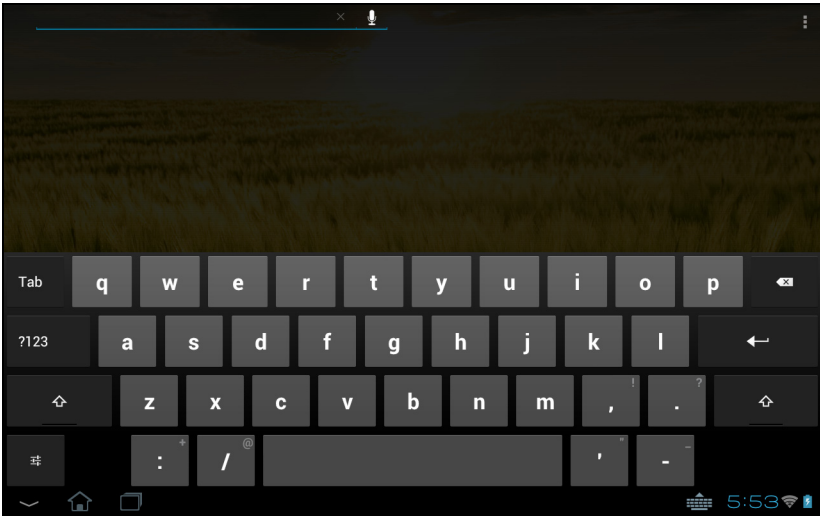 Tab q w e r t y u i o p
?123 a s d f g h j k l
z x c v b n m ! , ? .
+ : @ / " ' _ -
5:53